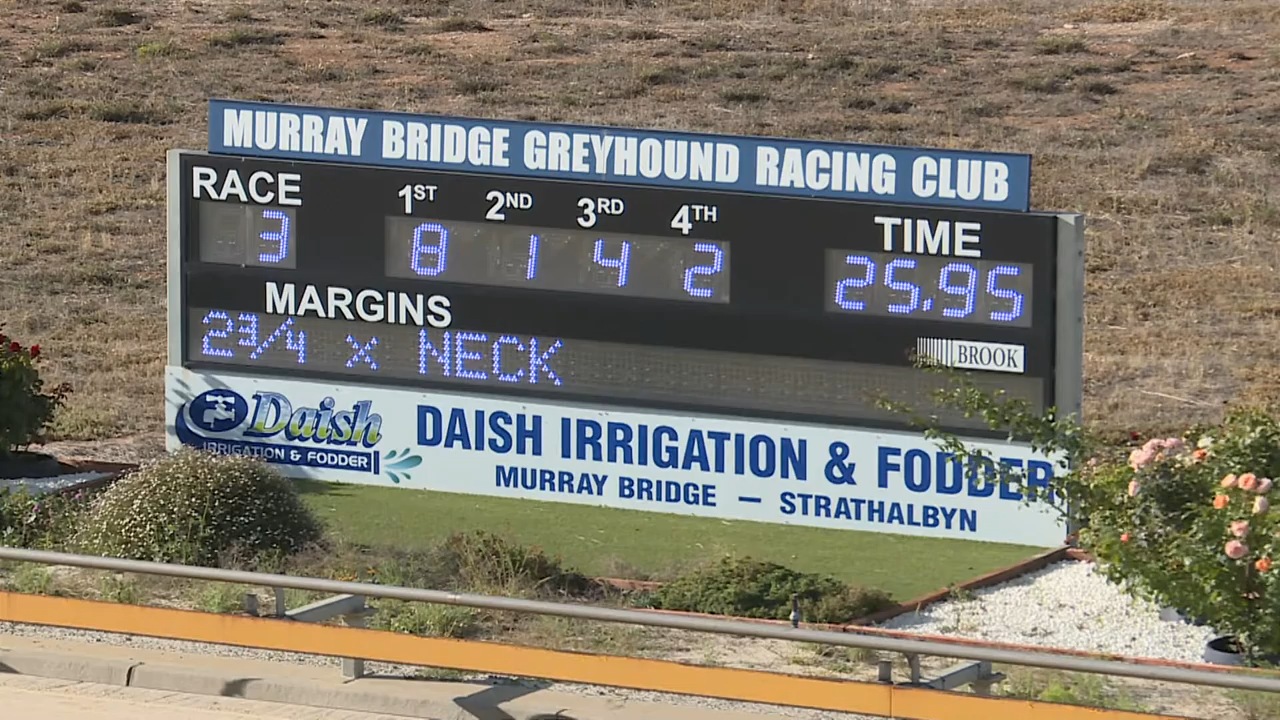 MURRAY BRIDGE GREYHOUND RACING CLUB
RACE 1ST 2ND 3RD 4TH TIME
3 8 1 4 2 25.95
MARGINS
2 3/4 x NECK
BROOK
Daish
IRRIGATION & FODDER
DAISH IRRIGATION & FODDER
MURRAY BRIDGE – STRATHALBYN